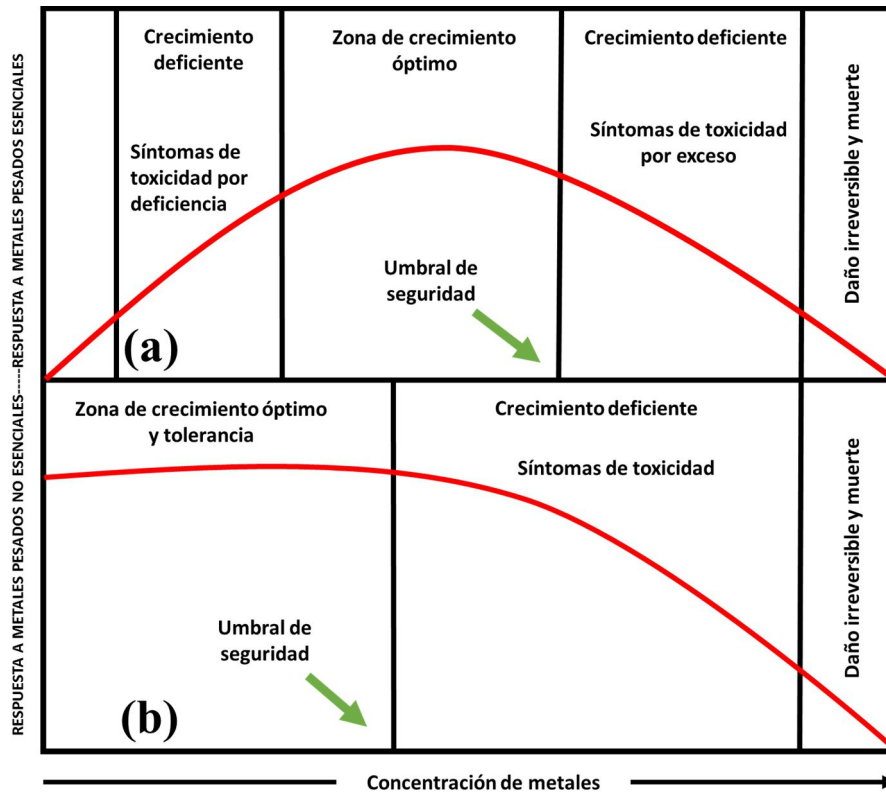 RESPUESTA A METALES PESADOS NO ESENCIALES-----RESPUESTA A METALES PESADOS ESENCIALES
Crecimiento
deficiente
Síntomas de
toxicidad por
deficiencia
Zona de crecimiento
óptimo
Umbral de
seguridad
Crecimiento deficiente
Síntomas de toxicidad
por exceso
Daño irreversible y muerte
(a)
Zona de crecimiento óptimo
y tolerancia
Umbral de
seguridad
Crecimiento deficiente
Síntomas de toxicidad
Daño irreversible y muerte
(b)
Concentración de metales